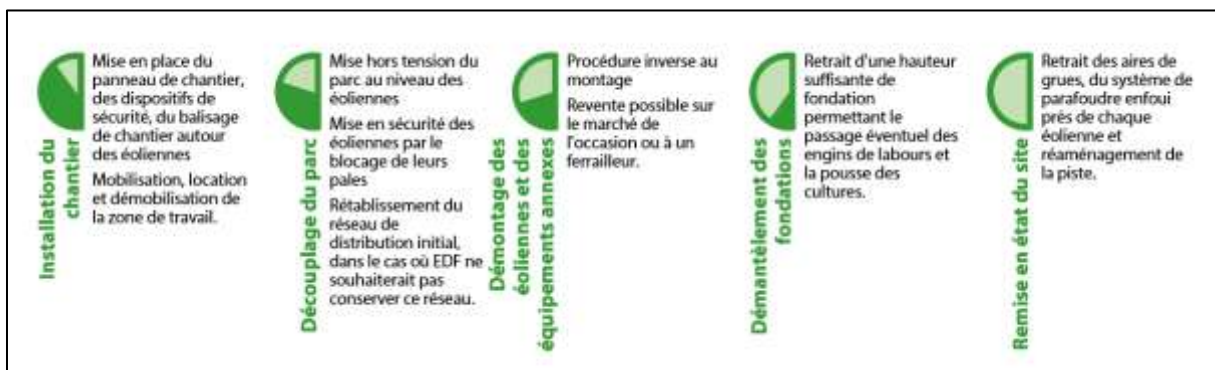 Installation du
chantier
Mise en place du
panneau de chantier,
des dispositifs de
sécurité, du balisage
de chantier autour
des éoliennes
Mobilisation, location
et démobilisation de
la zone de travail.
Découplage du parc
Mise hors tension du
parc au niveau des
éoliennes
Mise en sécurité des
éoliennes par le
blocage de leurs
pales
Rétablissement du
réseau de
distribution initial,
dans le cas où EDF ne
souhaiterait pas
conserver ce réseau.
Démontage des
éoliennes et des
équipements annexes
Procédure inverse au
montage
Revente possible sur
le marché de
l'occasion ou à un
ferrailleur.
Démantèlement des
fondations
Retrait d'une hauteur
suffisante de
fondation
permettant le
passage éventuel des
engins de labours et
la pousse des
cultures.
Remise en état du site
Retrait des aires de
grues, du système de
parafoudre enfoui
près de chaque
éolienne et
réaménagement de
la piste.